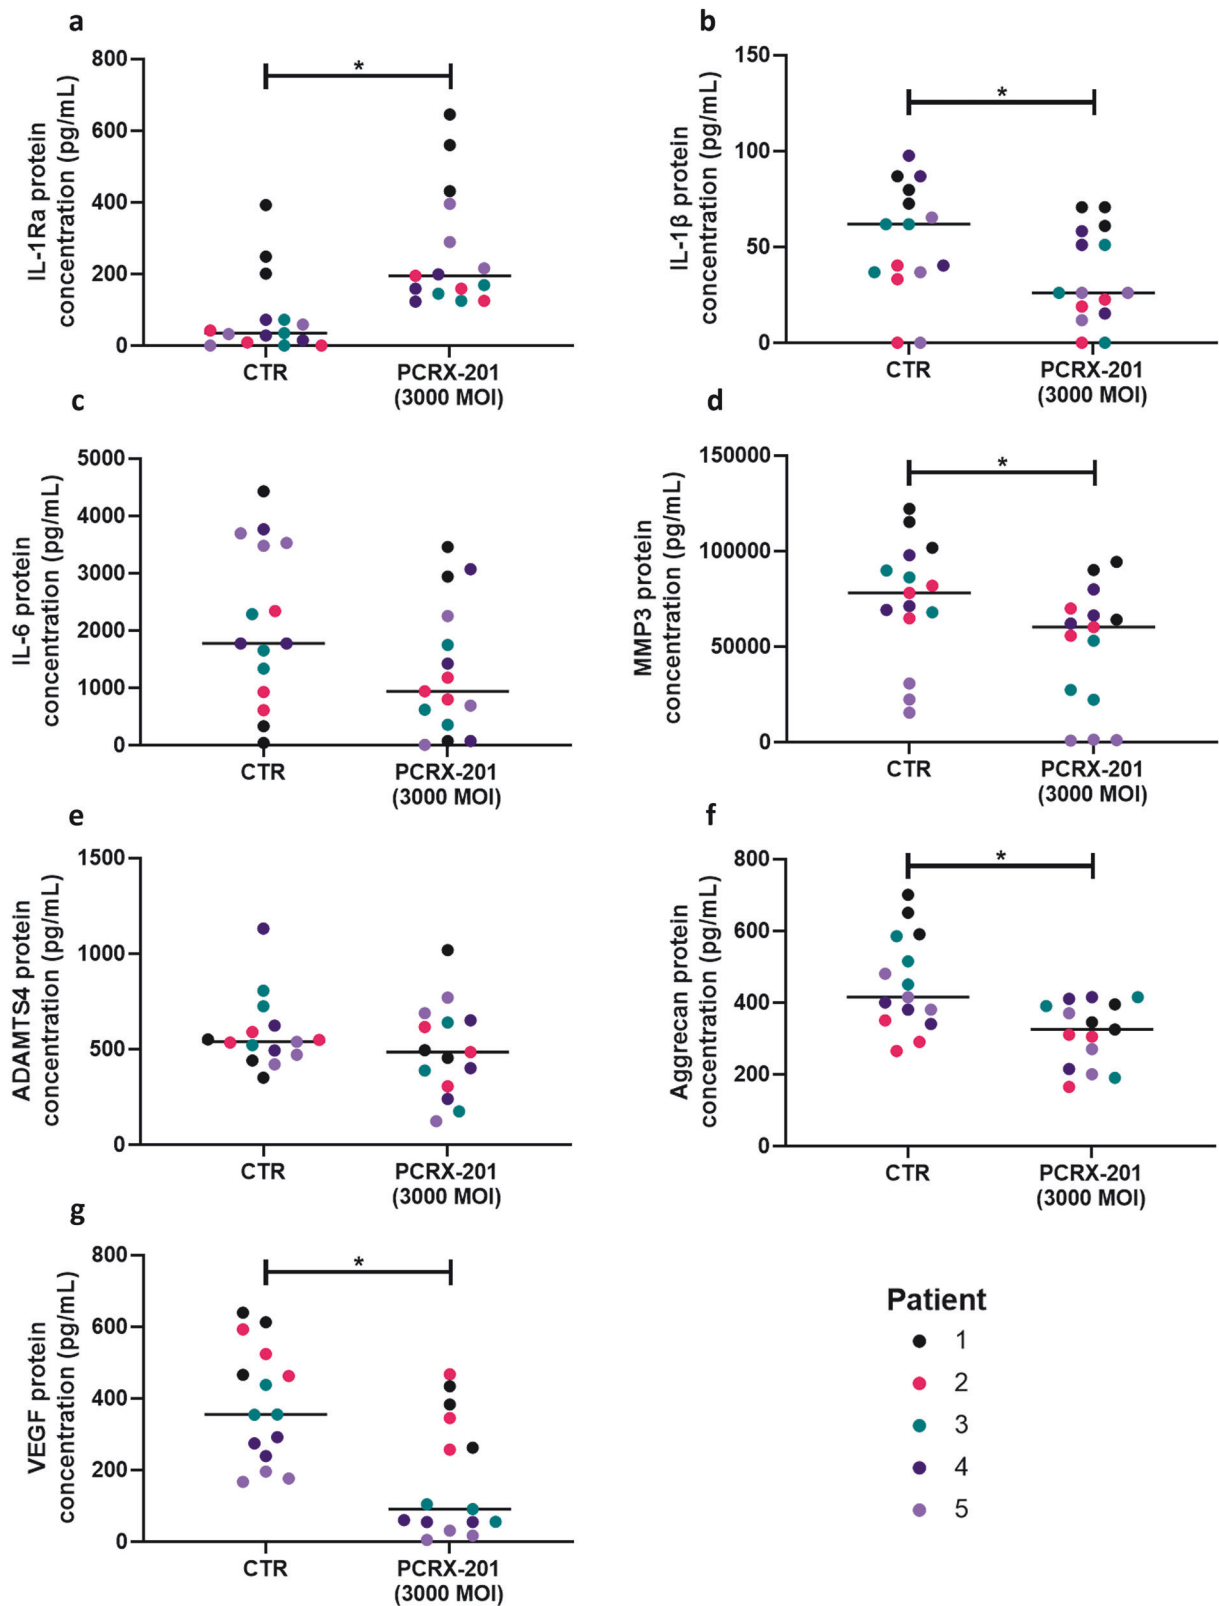 a
IL-1Ra protein
concentration (pg/mL)
800
600
400
200
0
*
CTR
PCRX-201
(3000 MOI)
b
IL-1β protein
concentration (pg/mL)
150
100
50
0
*
CTR
PCRX-201
(3000 MOI)
c
IL-6 protein
concentration (pg/mL)
5000
4000
3000
2000
1000
0
CTR
PCRX-201
(3000 MOI)
d
MMP3 protein
concentration (pg/mL)
150000
100000
50000
0
*
CTR
PCRX-201
(3000 MOI)
e
ADAMTS4 protein
concentration (pg/mL)
1500
1000
500
0
CTR
PCRX-201
(3000 MOI)
f
Aggrecan protein
concentration (pg/mL)
800
600
400
200
0
*
CTR
PCRX-201
(3000 MOI)
g
VEGF protein
concentration (pg/mL)
800
600
400
200
0
*
CTR
PCRX-201
(3000 MOI)
Patient
1
2
3
4
5